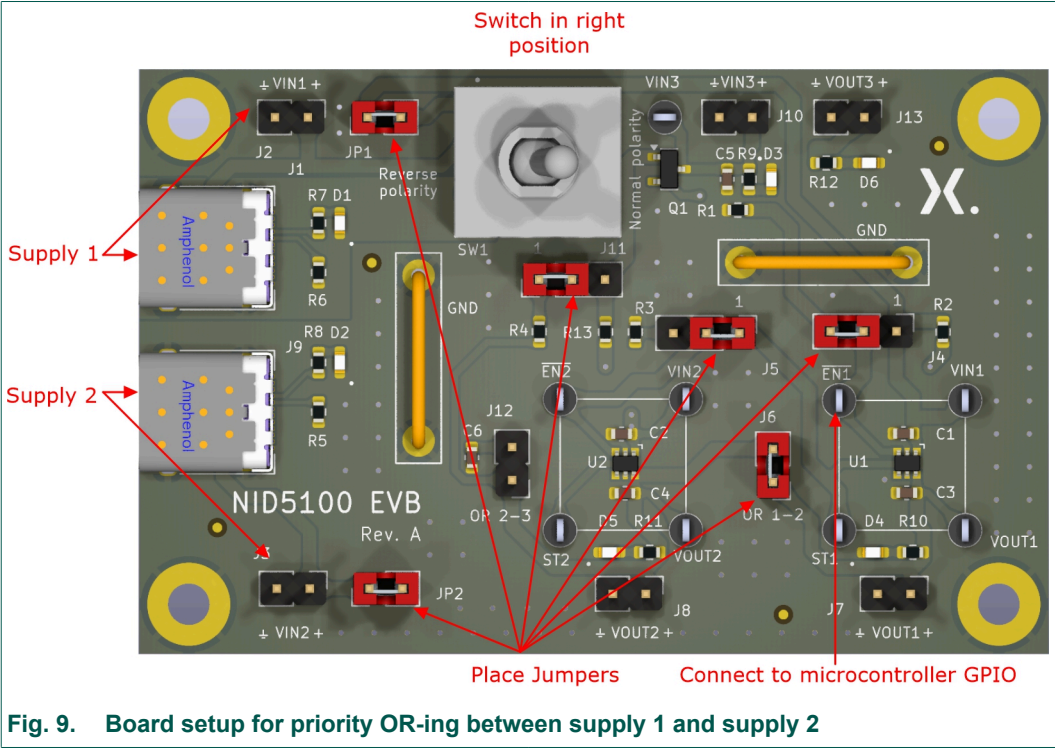 Switch in right
position
⏚ VIN1 +
VIN3
⏚ VIN3 +
⏚ VOUT3 +
J2
J1
JP1
Reverse
polarity
Normal polarity
J10
J13
C5 R9 D3
R12
D6
Q1
R1
X.
R7 D1
Amphenol
Supply 1
R6
SW1
1
J11
GND
GND
R8 D2
J9
R4
R13
R3
1
J5
1
R2
J4
Amphenol
Supply 2
R5
EN2
VIN2
EN1
VIN1
J12
C6
C2
U2
C4
J6
C1
U1
C3
NID5100 EVB
OR 2-3
OR 1-2
Rev. A
D5 R11
ST2
VOUT2
D4 R10
ST1
VOUT1
J3
JP2
⏚ VIN2 +
J8
⏚ VOUT2 +
J7
⏚ VOUT1 +
Place Jumpers
Connect to microcontroller GPIO
Fig. 9. Board setup for priority OR-ing between supply 1 and supply 2